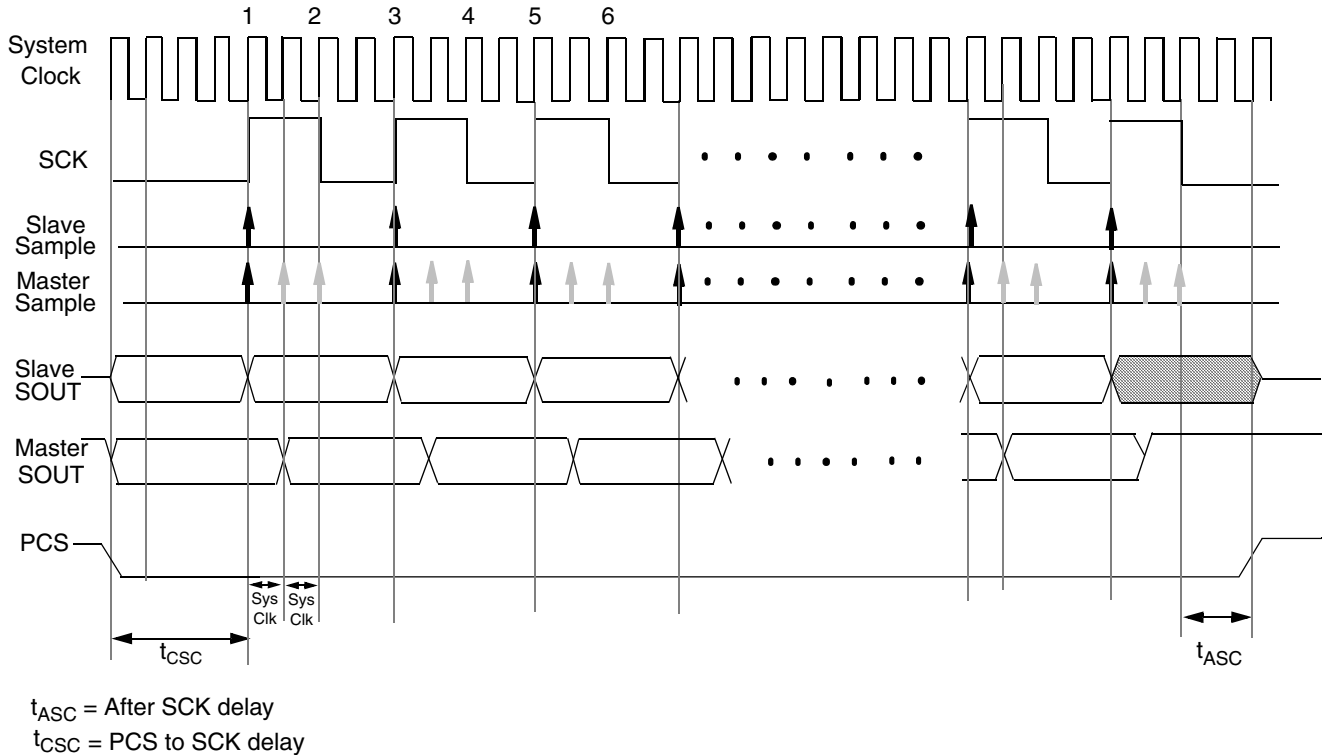 1 2 3 4 5 6
System
Clock
SCK
Slave
Sample
Master
Sample
Slave
SOUT
Master
SOUT
PCS
Sys
Clk
Sys
Clk
tCSC
tASC
tASC = After SCK delay
tCSC = PCS to SCK delay